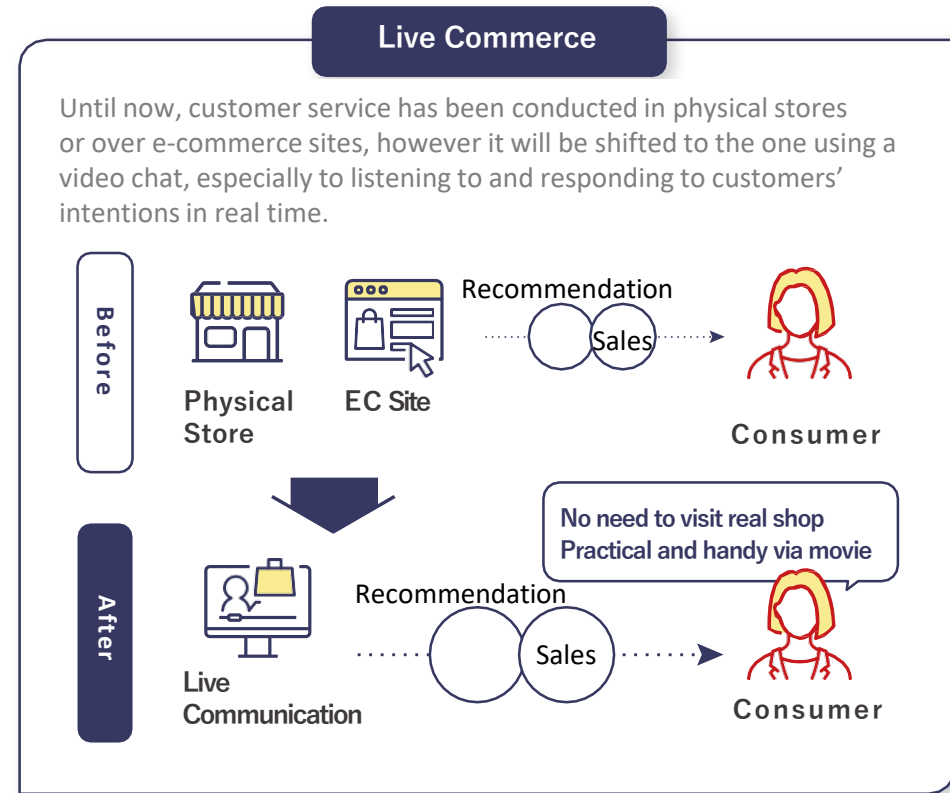 Live Commerce
Until now, customer service has been conducted in physical stores
or over e-commerce sites, however it will be shifted to the one using a
video chat, especially to listening to and responding to customers’
intentions in real time.
Before
Physical
Store
EC Site
Recommendation
Sales
Consumer
After
Live
Communication
Recommendation
Sales
No need to visit real shop
Practical and handy via movie
Consumer